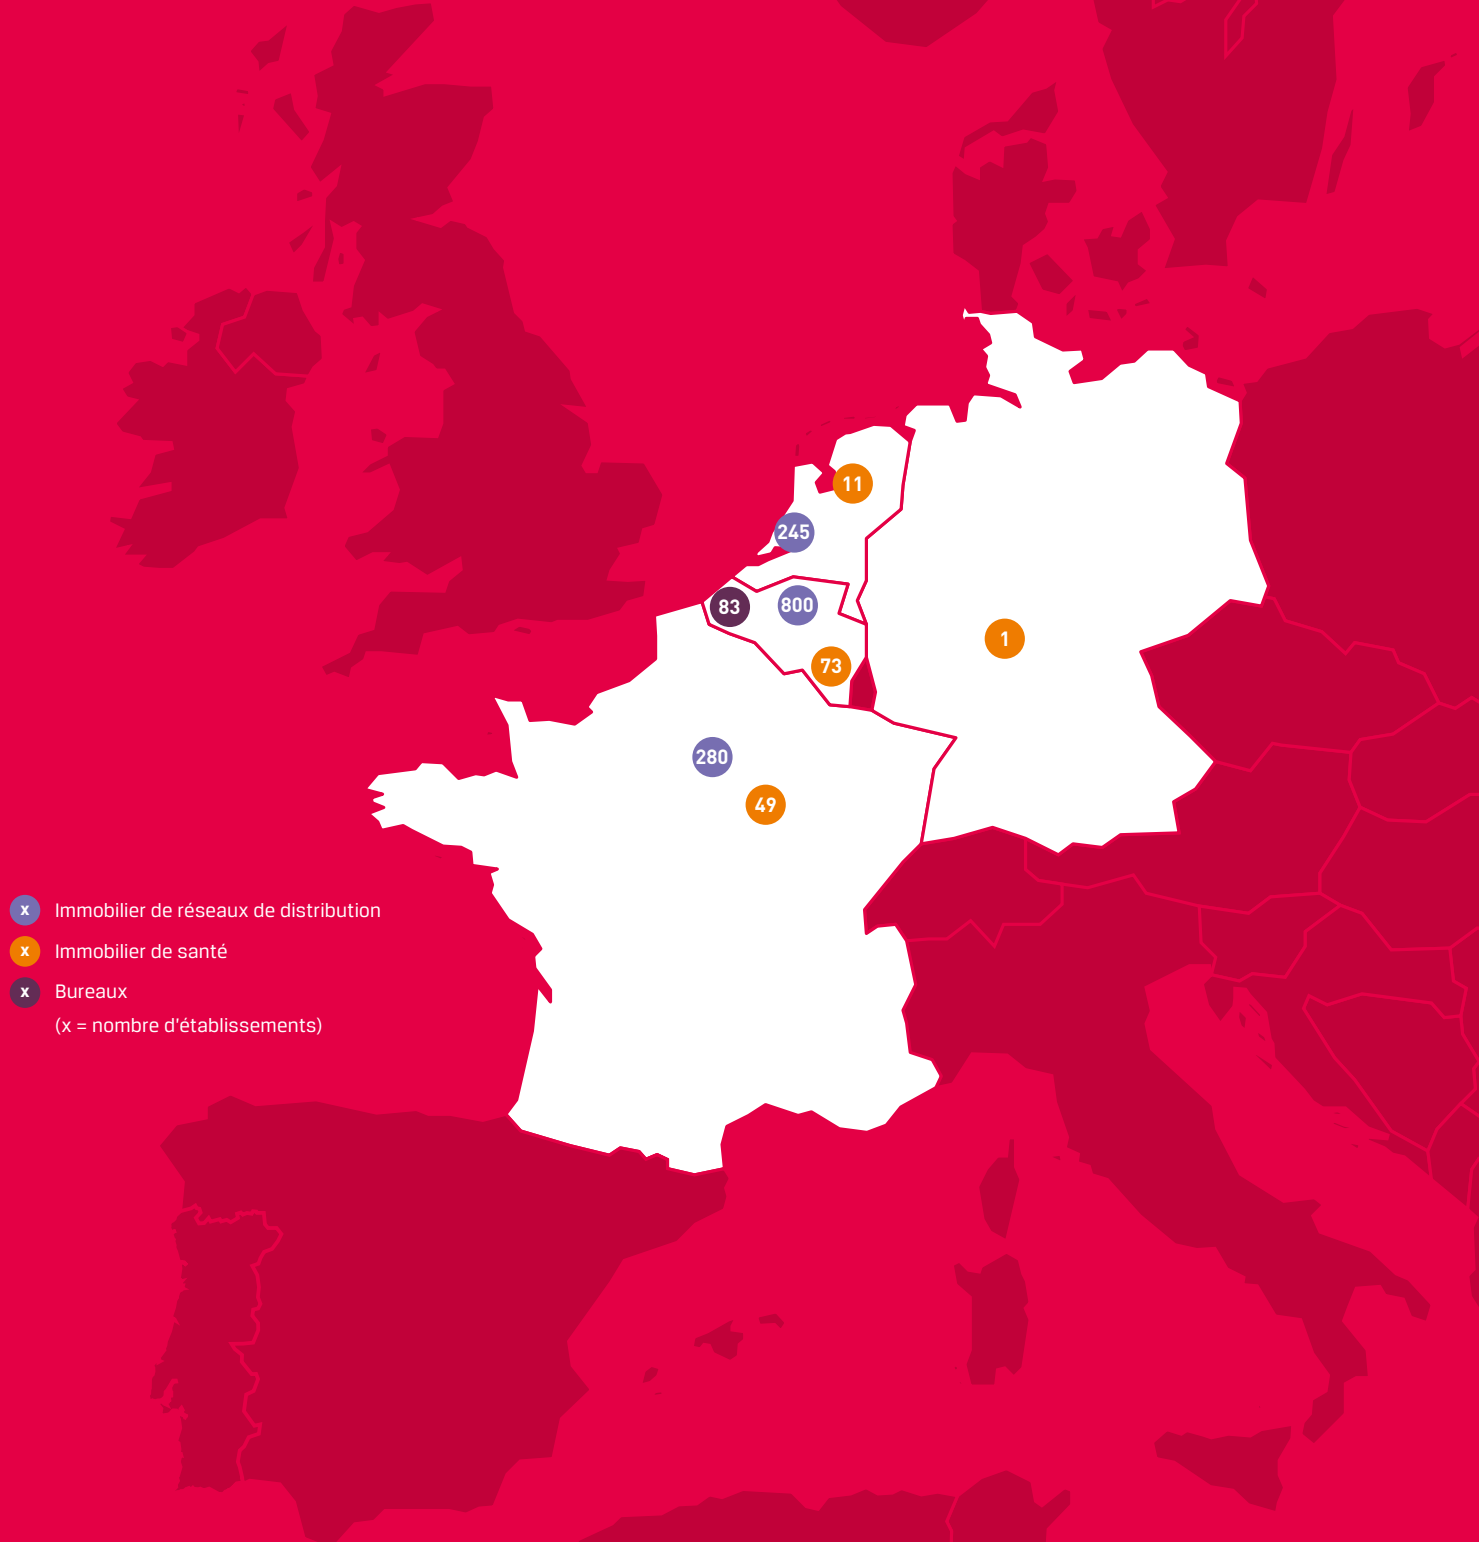 11
245
83
800
1
73
280
49
x Immobilier de réseaux de distribution
x Immobilier de santé
x Bureaux
(x = nombre d'établissements)